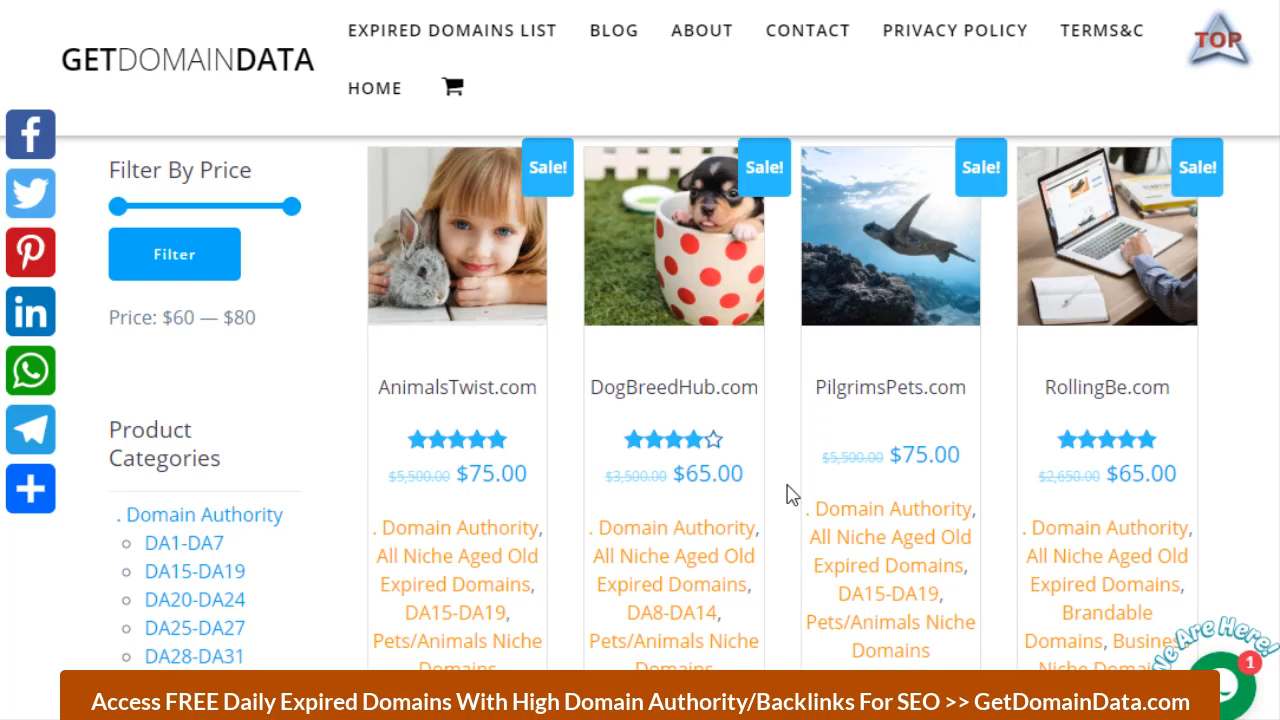 GETDOMAINDATA
EXPIRED DOMAINS LIST
BLOG
ABOUT
CONTACT
PRIVACY POLICY
TERMS&C
TOP
HOME
Filter By Price
Filter
Price: $60 — $80
Product
Categories
. Domain Authority
DA1-DA7
DA15-DA19
DA20-DA24
DA25-DA27
DA28-DA31
Sale!
AnimalsTwist.com
$5,500.00 $75.00
. Domain Authority,
All Niche Aged Old
Expired Domains,
DA15-DA19,
Pets/Animals Niche
Domains
Sale!
DogBreedHub.com
$3,500.00 $65.00
. Domain Authority,
All Niche Aged Old
Expired Domains,
DA8-DA14,
Pets/Animals Niche
Domains
Sale!
PilgrimsPets.com
$5,500.00 $75.00
. Domain Authority,
All Niche Aged Old
Expired Domains,
DA15-DA19,
Pets/Animals Niche
Domains
Sale!
RollingBe.com
$2,650.00 $65.00
. Domain Authority,
All Niche Aged Old
Expired Domains,
Brandable
Domains,
We Are Here!
1
Access FREE Daily Expired Domains With High Domain Authority/Backlinks For SEO >> GetDomainData.com